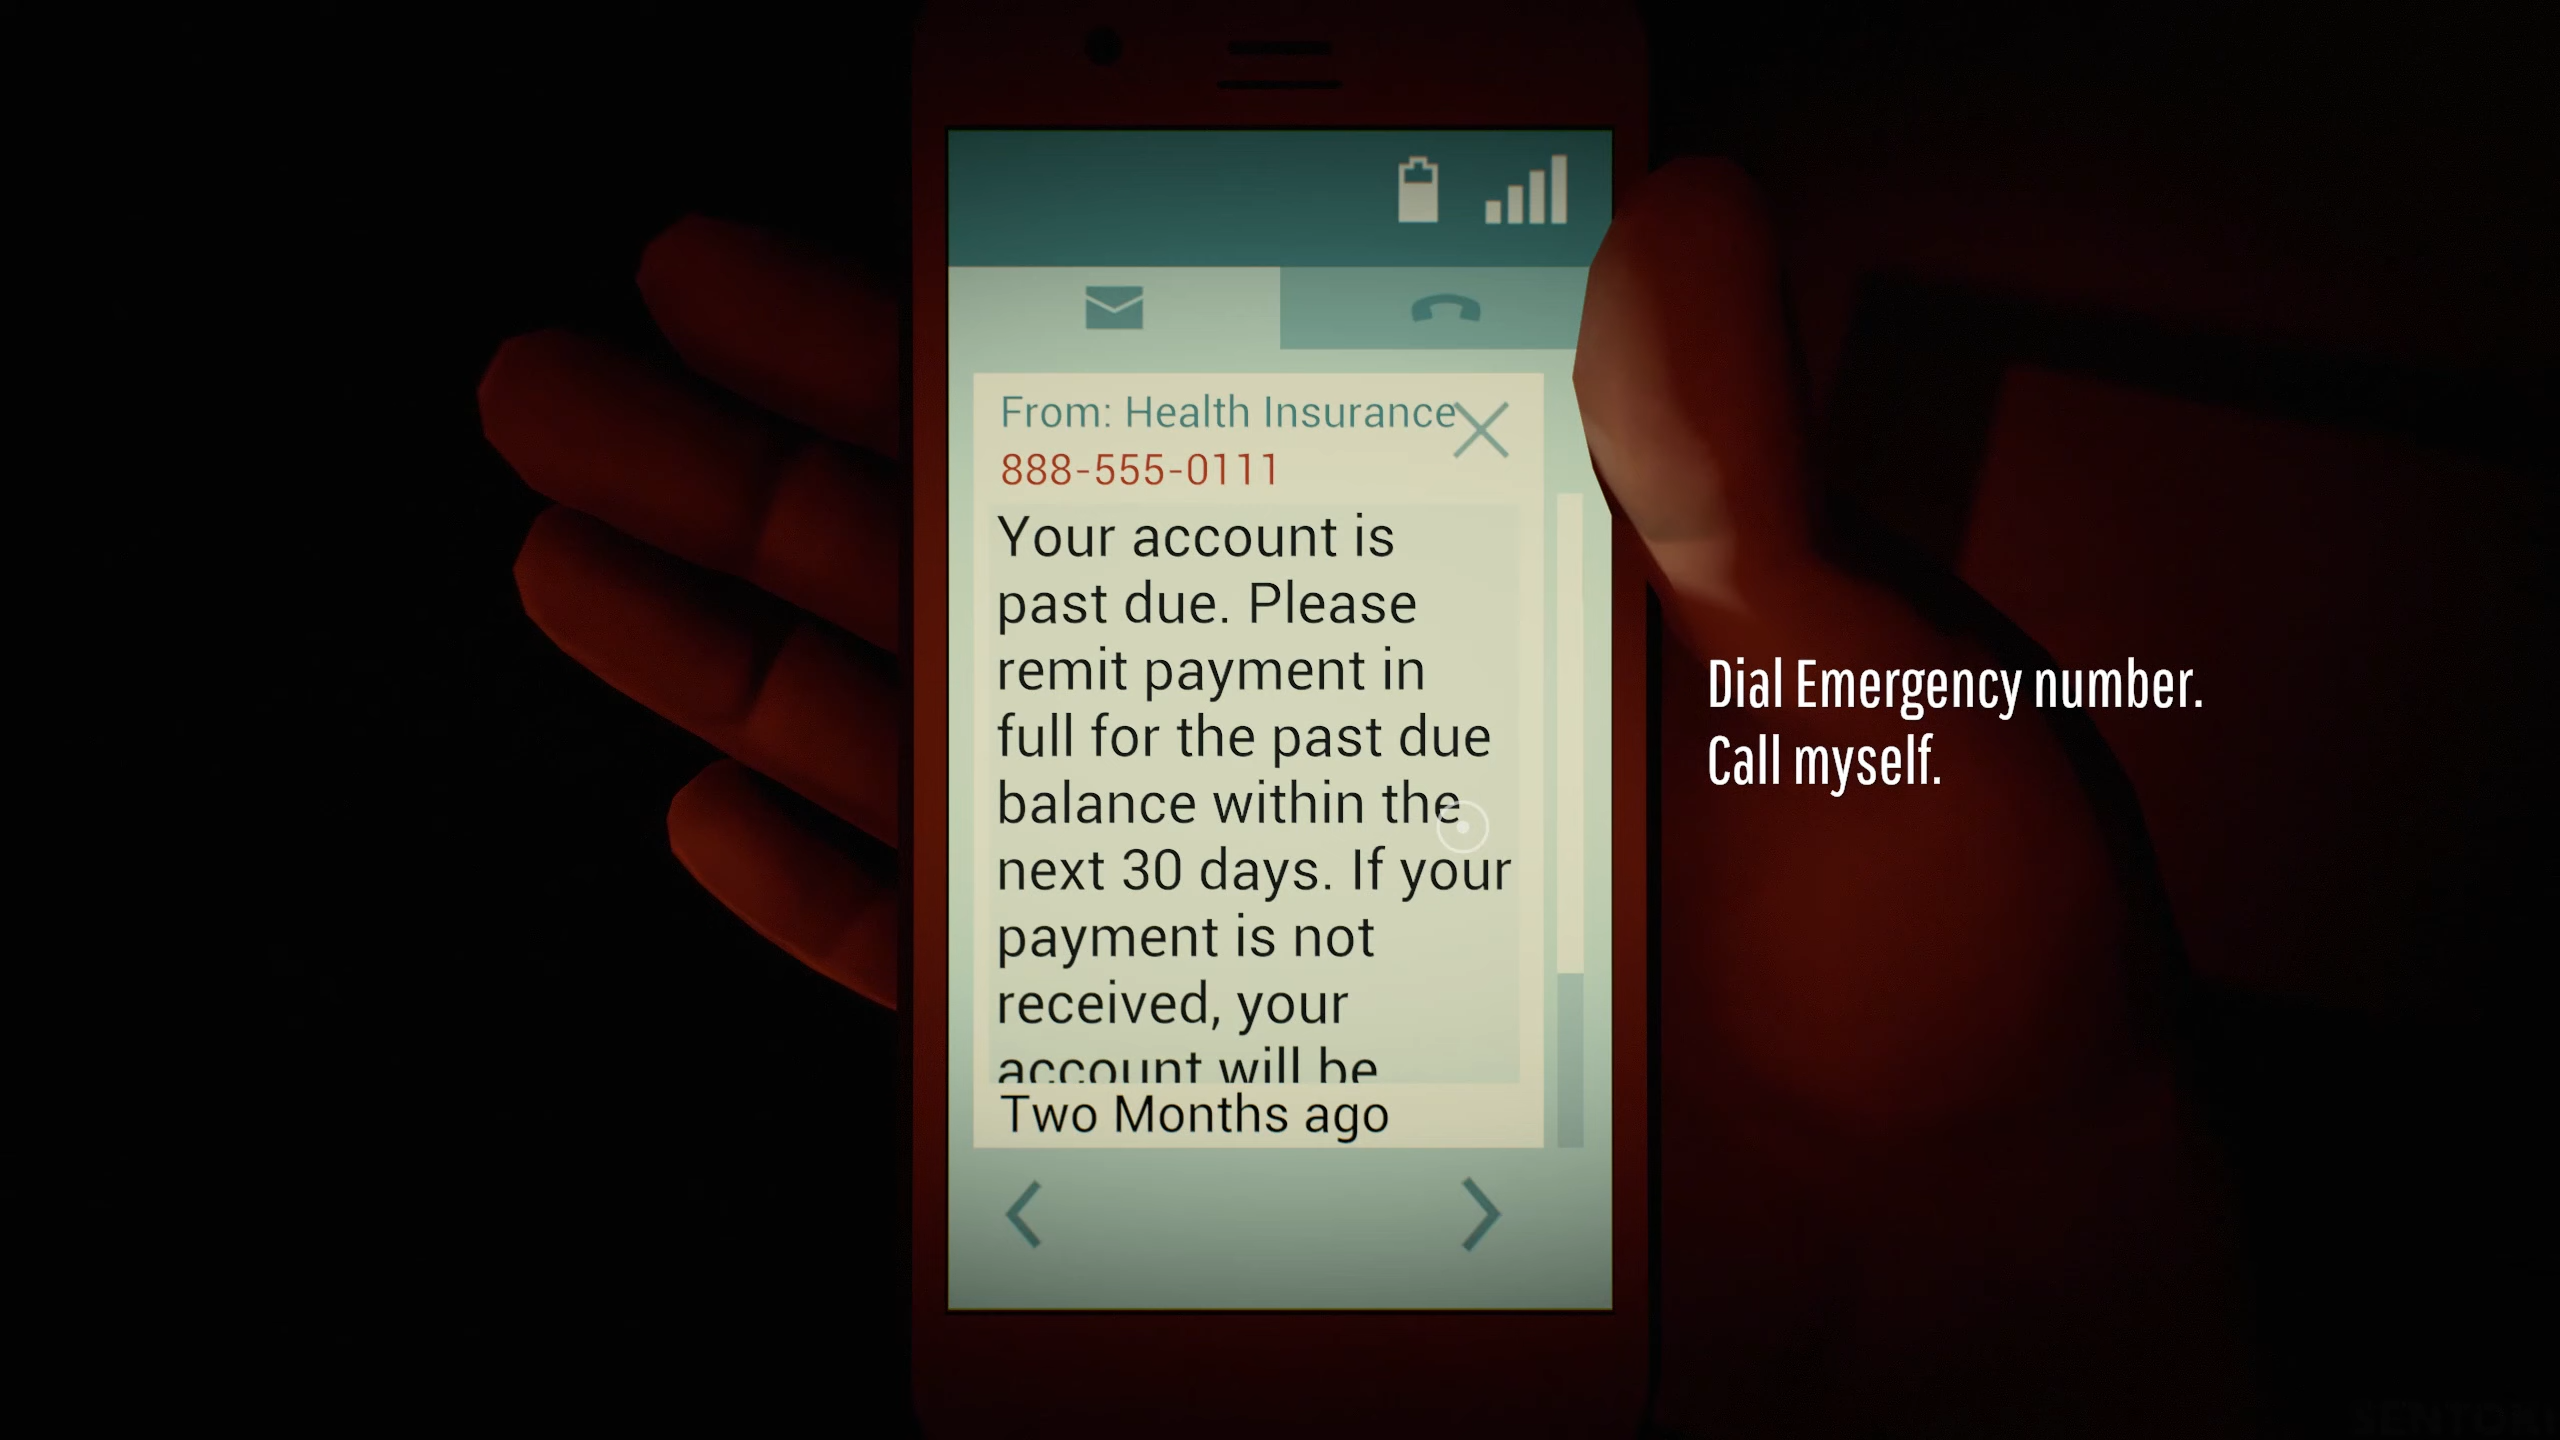 From: Health Insurance
888-555-0111
Your account is
past due. Please
remit payment in
full for the past due
balance within the
next 30 days. If your
payment is not
received, your
account will be
Two Months ago
Dial Emergency number.
Call myself.